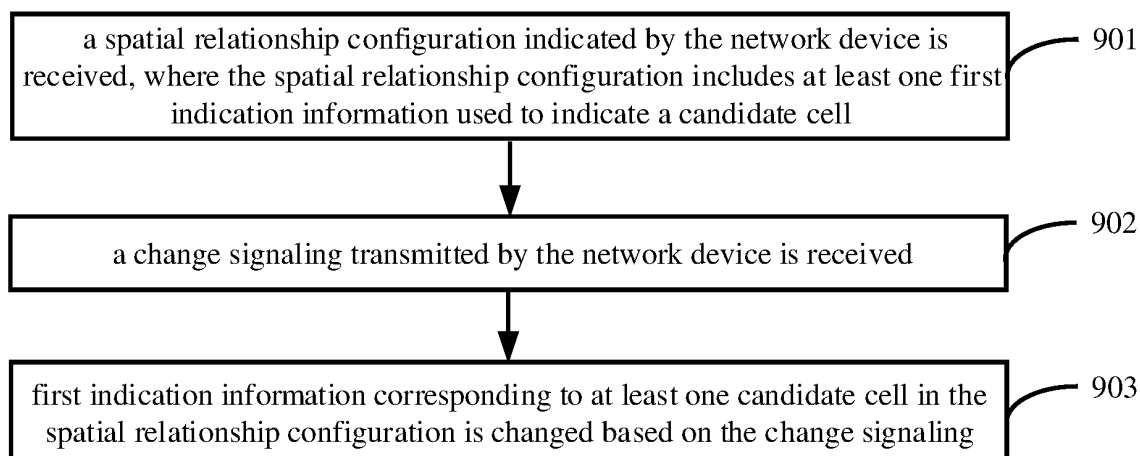 a spatial relationship configuration indicated by the network device is
received, where the spatial relationship configuration includes at least one first
indication information used to indicate a candidate cell
901
a change signaling transmitted by the network device is received
902
first indication information corresponding to at least one candidate cell in the
spatial relationship configuration is changed based on the change signaling
903